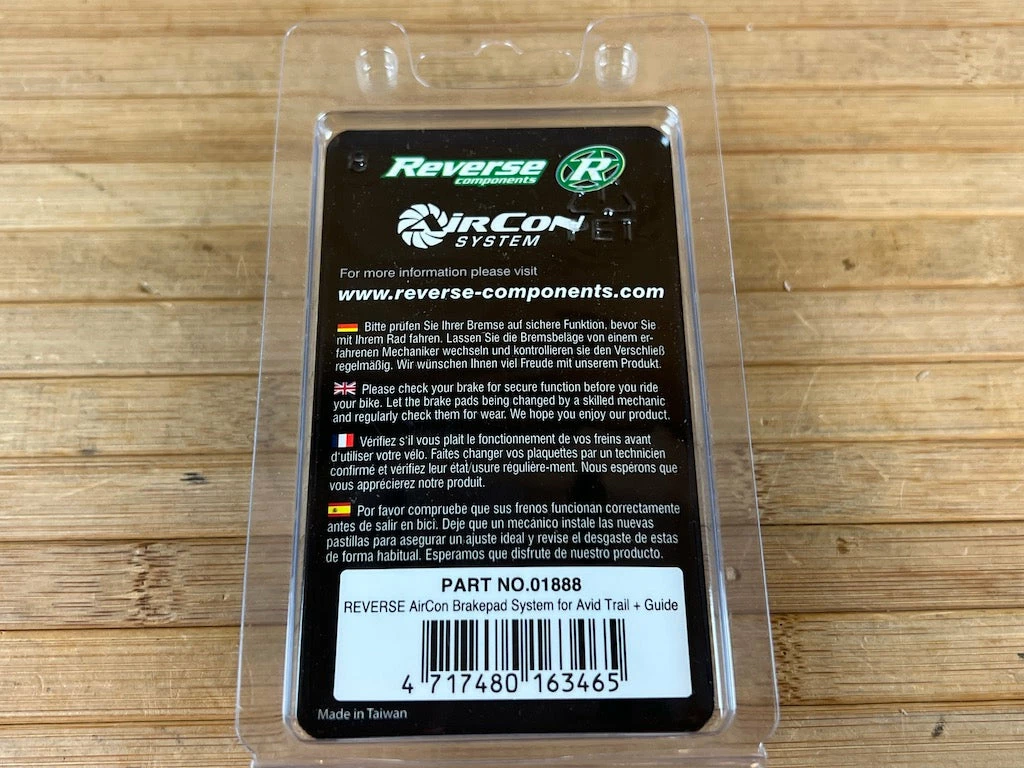 Reverse
components
R
AIRCON
SYSTEM
PET
For more information please visit
www.reverse-components.com
Bitte prüfen Sie Ihrer Bremse auf sichere Funktion, bevor Sie
mit Ihrem Rad fahren. Lassen Sie die Bremsbeläge von einem er-
fahrenen Mechaniker wechseln und kontrollieren sie den Verschließ
regelmäßig. Wir wünschen Ihnen viel Freude mit unserem Produkt.
Please check your brake for secure function before you ride
your bike. Let the brake pads being changed by a skilled mechanic
and regularly check them for wear. We hope you enjoy our product.
Vérifiez s'il vous plait le fonctionnement de vos freins avant
d'utiliser votre vélo. Faites changer vos plaquettes par un technicien
confirmé et vérifiez leur état/usure régulière-ment. Nous espérons que
vous apprécierez notre produit.
Por favor compruebe que sus frenos funcionan correctamente
antes de salir en bici. Deje que un mecánico instale las nuevas
pastillas para asegurar un ajuste ideal y revise el desgaste de estas
de forma habitual. Esperamos que disfrute de nuestro producto.
PART NO.01888
REVERSE AirCon Brakepad System for Avid Trail + Guide
4 717480 163465
Made in Taiwan